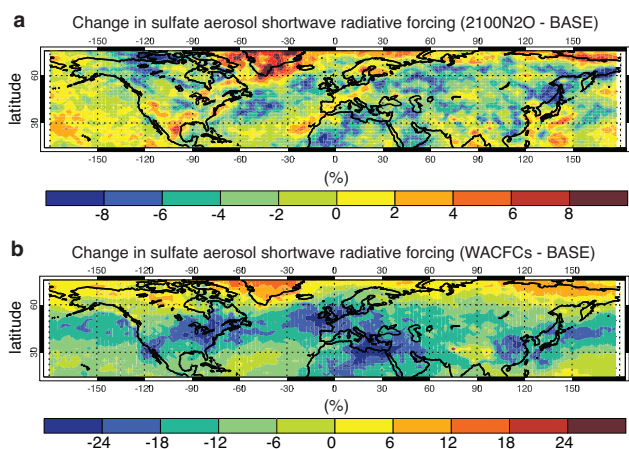 a
Change in sulfate aerosol shortwave radiative forcing (2100N2O - BASE)
-150 -120 -90 -60 -30 0 30 60 90 120 150
latitude
60
30
-150 -120 -90 -60 -30 0 30 60 90 120 150
(%)
-8 -6 -4 -2 0 2 4 6 8
b
Change in sulfate aerosol shortwave radiative forcing (WACFCs - BASE)
-150 -120 -90 -60 -30 0 30 60 90 120 150
latitude
60
30
-150 -120 -90 -60 -30 0 30 60 90 120 150
(%)
-24 -18 -12 -6 0 6 12 18 24